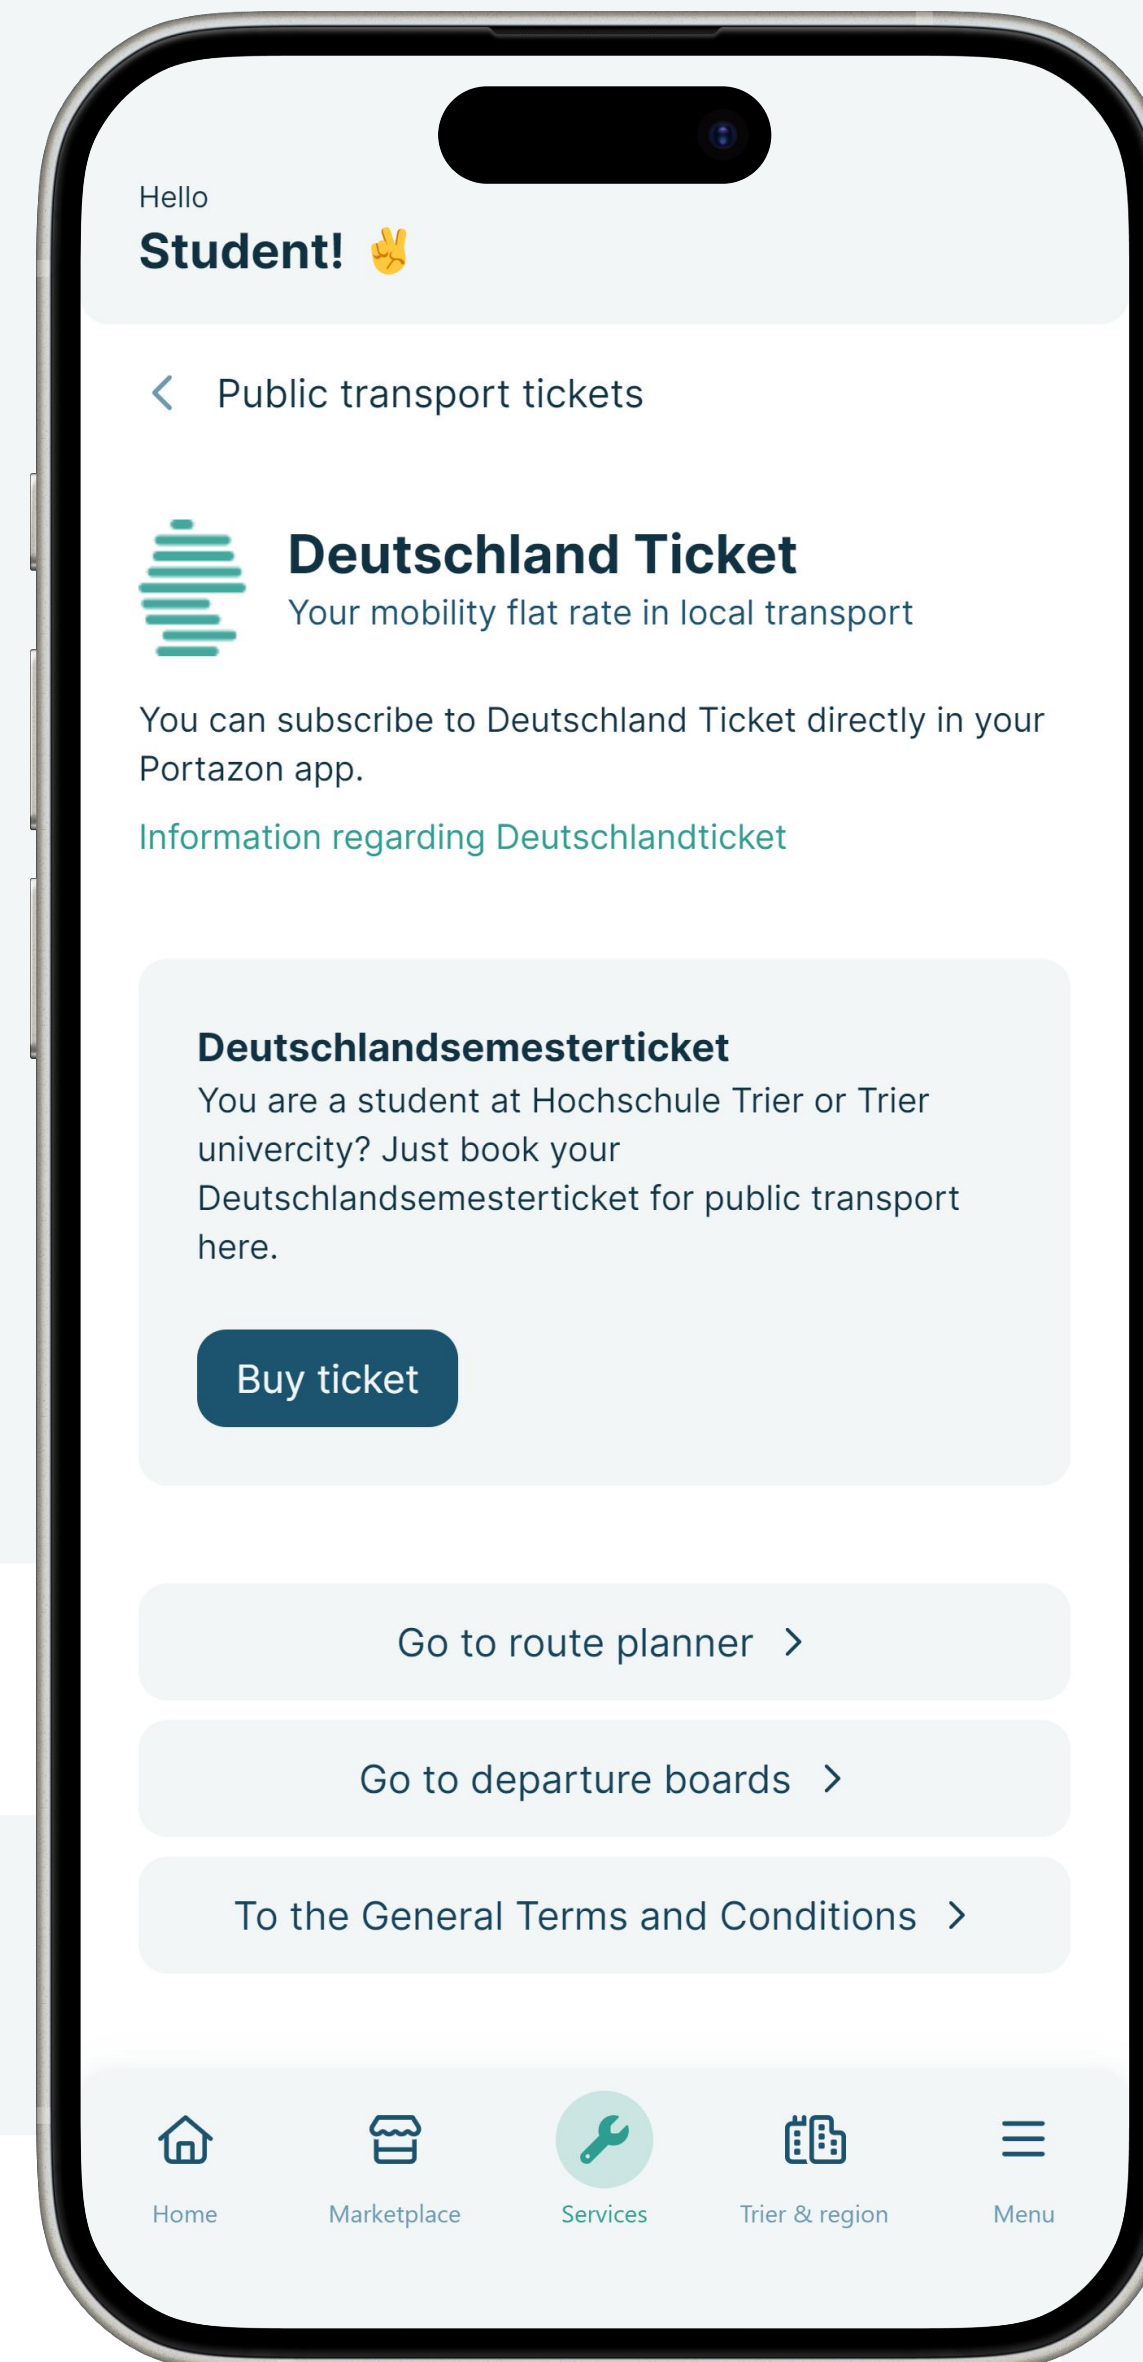 Hello
Student! ✌️
Public transport tickets
Deutschland Ticket
Your mobility flat rate in local transport
You can subscribe to Deutschland Ticket directly in your
Portazon app.
Information regarding Deutschlandticket
Deutschlandsemesterticket
You are a student at Hochschule Trier or Trier
univercity? Just book your
Deutschlandsemesterticket for public transport
here.
Buy ticket
Go to route planner
Go to departure boards
To the General Terms and Conditions
Home
Marketplace
Services
Trier & region
Menu